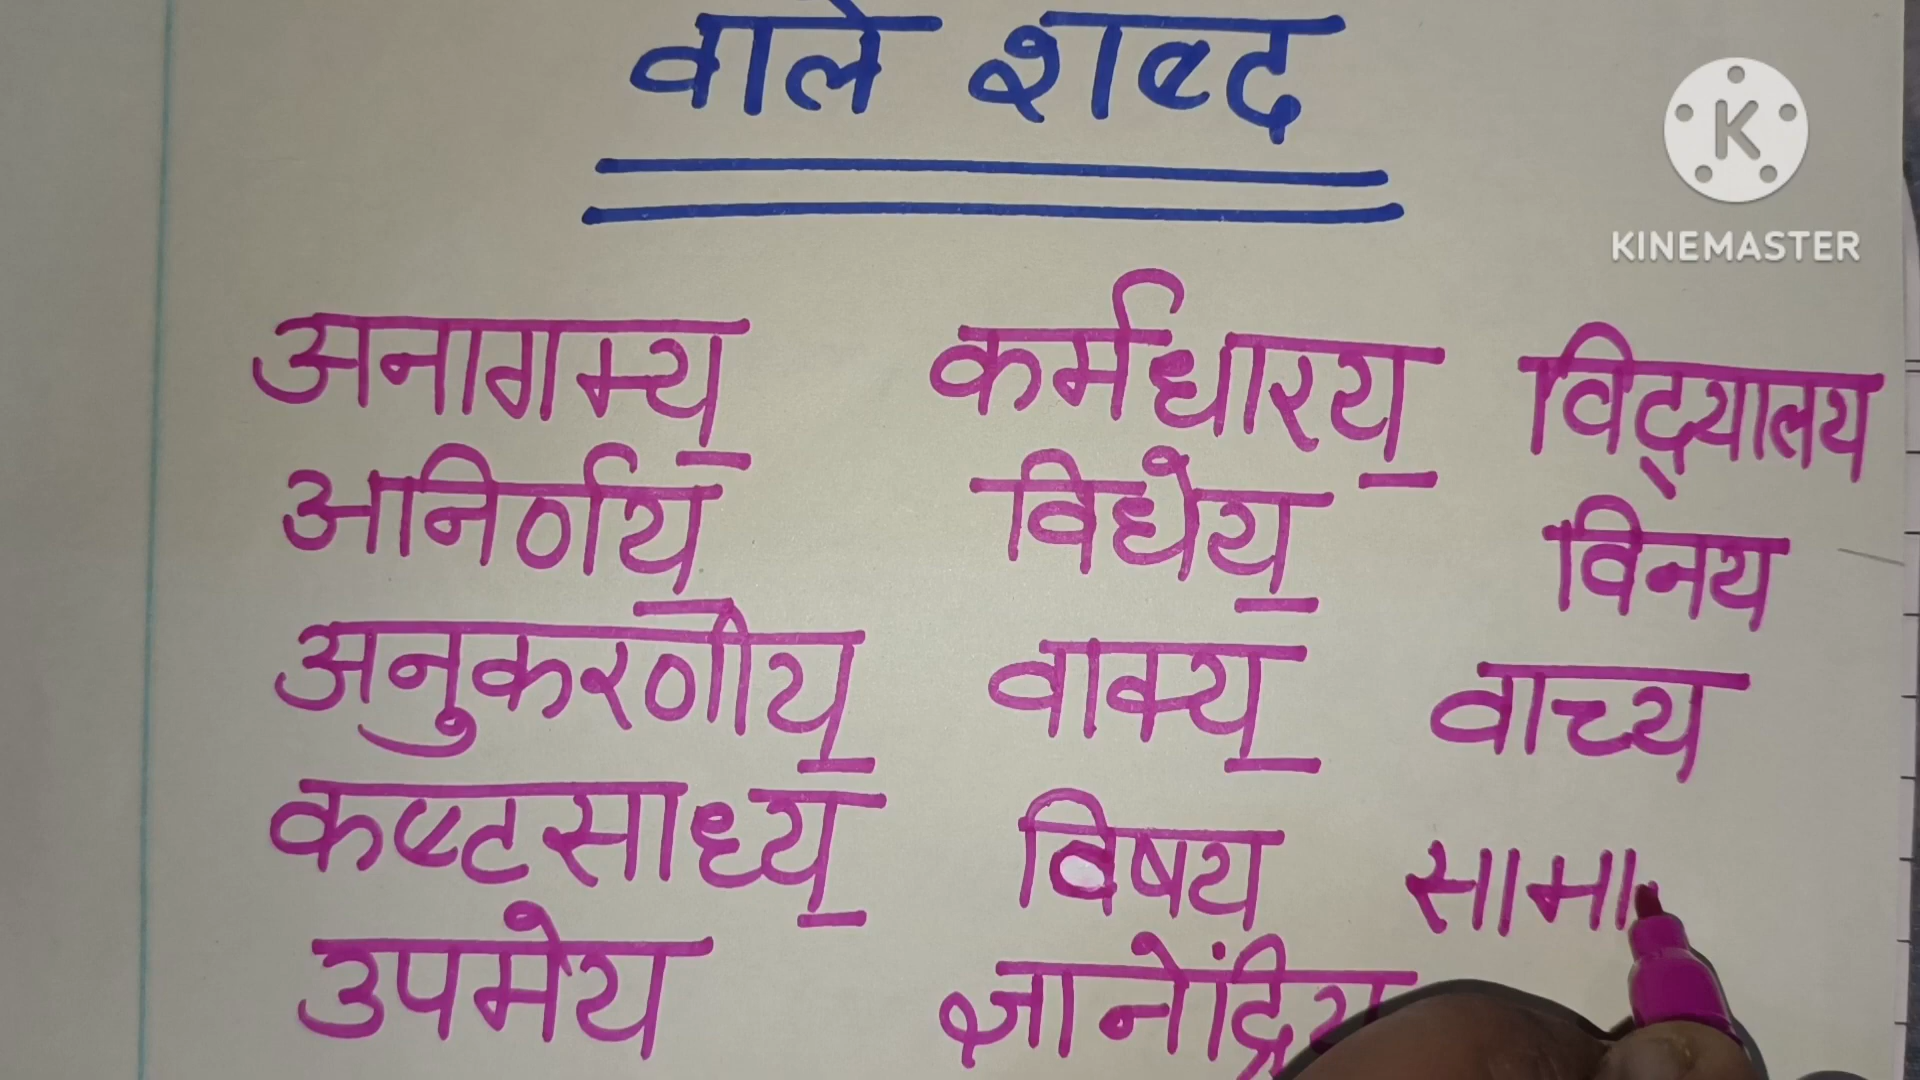 वाले शब्द
KINEMASTER
अनागम्य कर्मधारय विद्यालय
अनिर्णय विधेय विनय
अनुकरणीय वाक्य वाच्य
कष्टसाध्य विषय सामा
उपमेय ज्ञानेंद्रिय